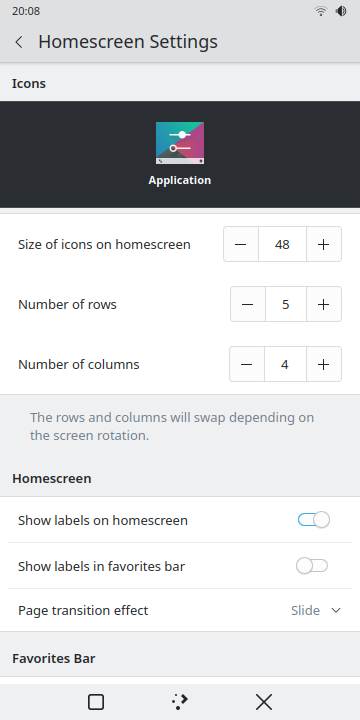 20:08
Homescreen Settings
Icons
Application
Size of icons on homescreen
48
Number of rows
5
Number of columns
4
The rows and columns will swap depending on
the screen rotation.
Homescreen
Show labels on homescreen
Show labels in favorites bar
Page transition effect
Slide
Favorites Bar